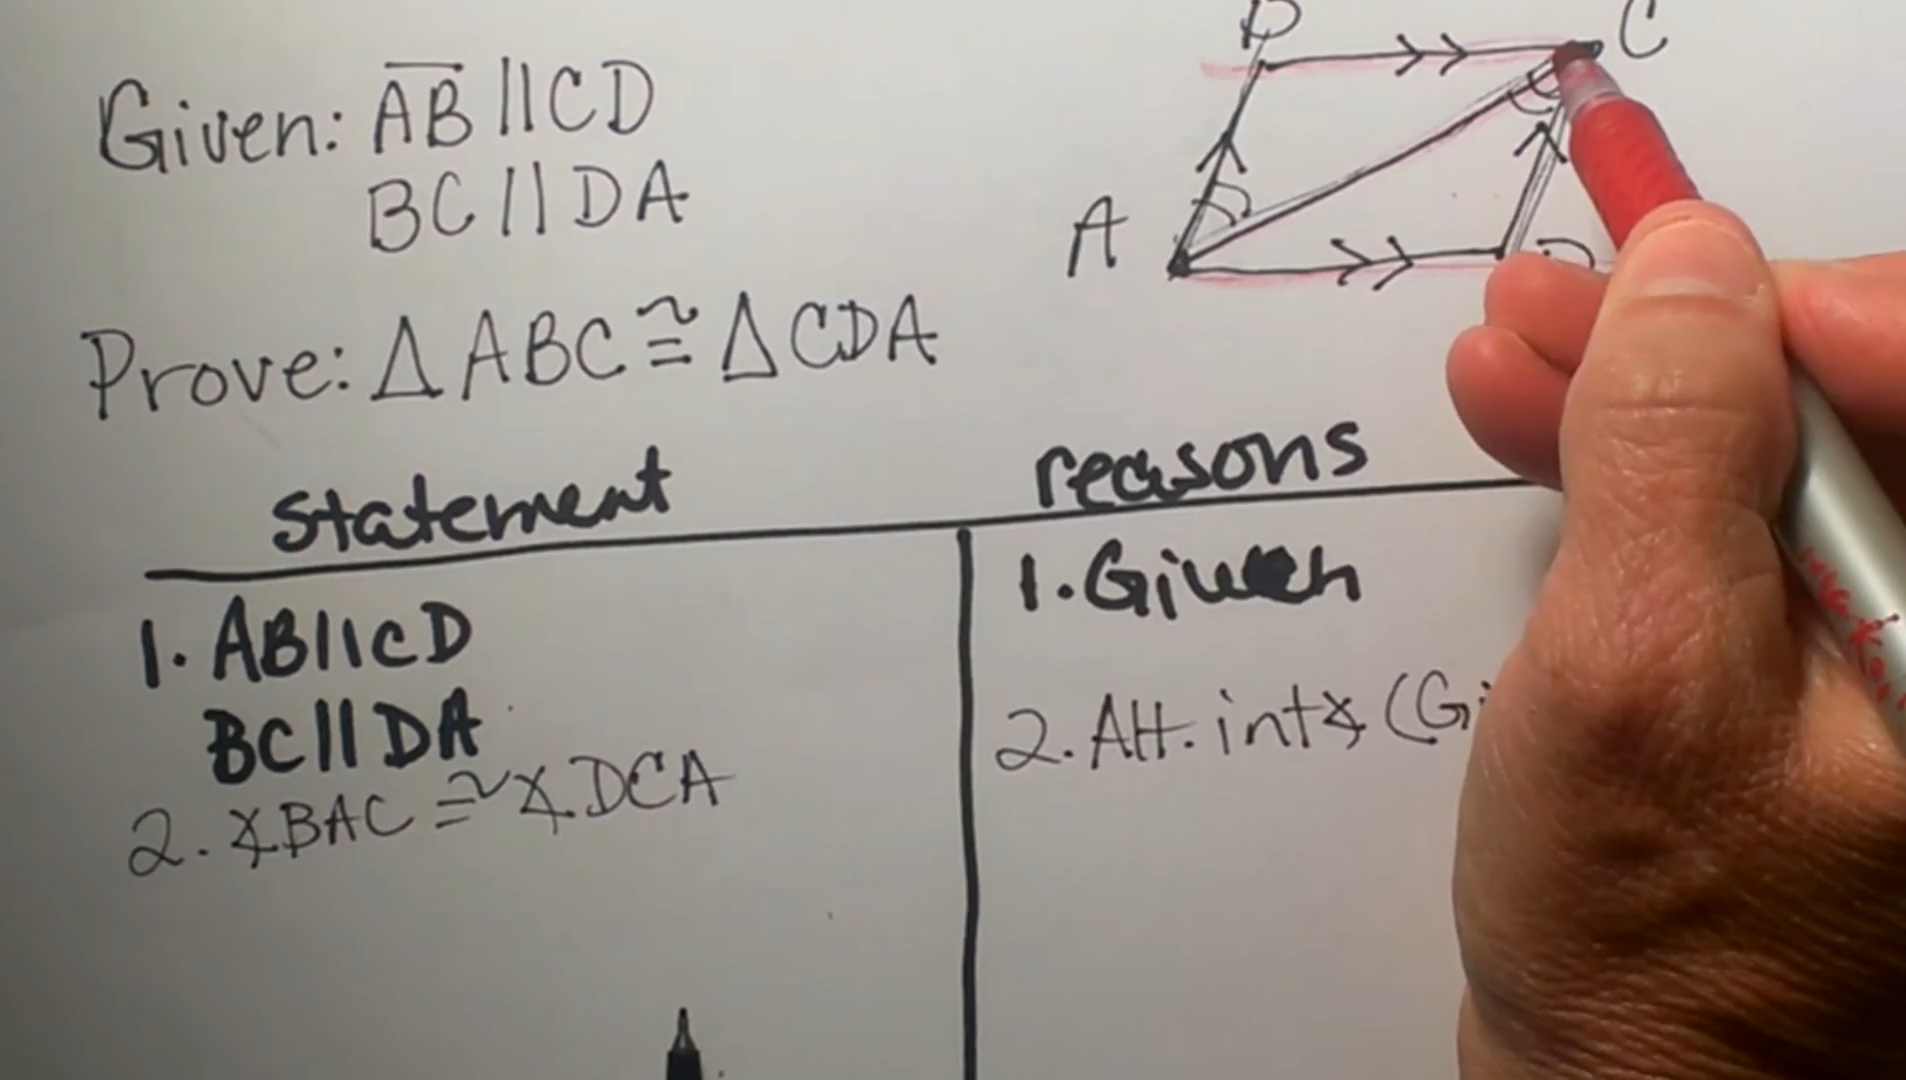 Given: AB || CD
BC || DA
Prove: Δ ABC ≅ Δ CDA
B
C
A
D
statement
reasons
1. AB || CD
BC || DA
1. Given
2. ∡BAC ≅ ∡DCA
2. Alt. int ∡ (Gi